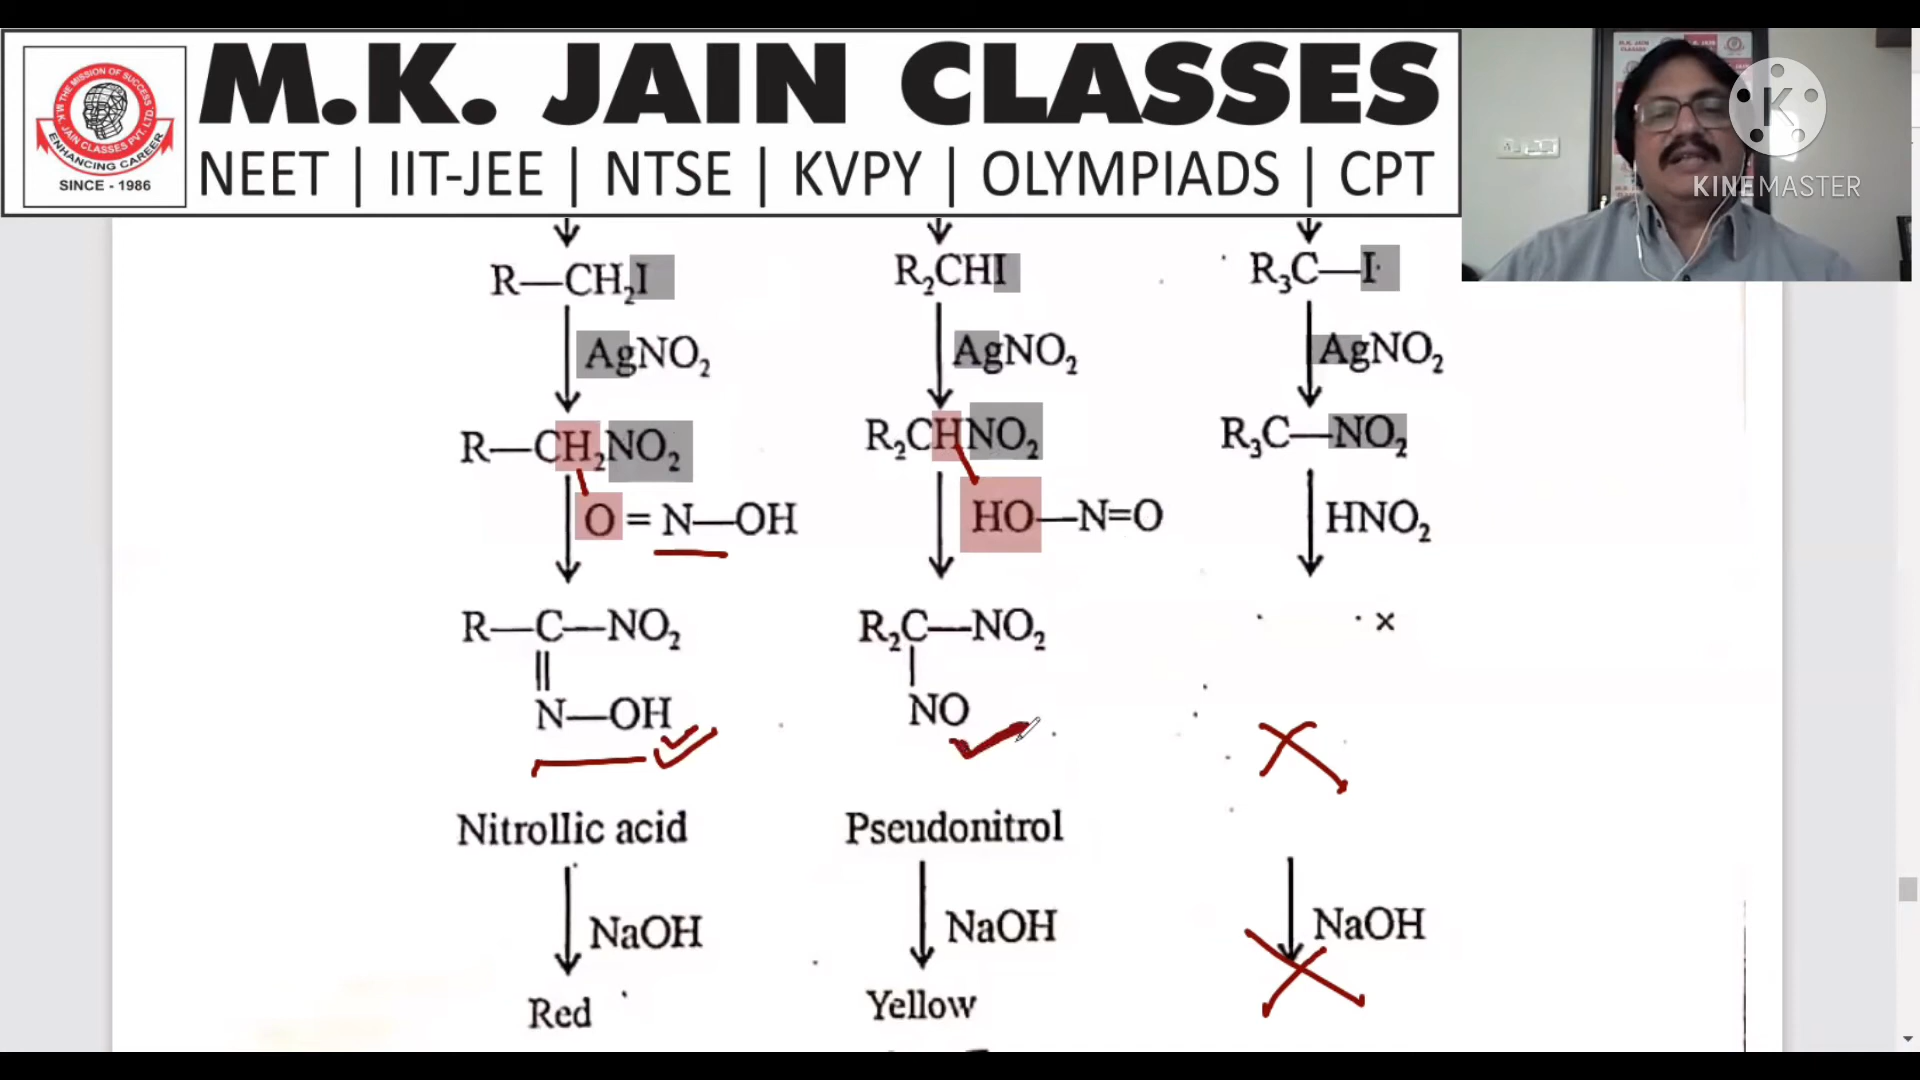 M.K. JAIN CLASSES
NEET | IIT-JEE | NTSE | KVPY | OLYMPIADS | CPT
THE MISSION OF SUCCESS
M.K. JAIN CLASSES PVT. LTD.
ENHANCING CAREER
SINCE - 1986
KINEMASTER
K
R—CH₂I
R₂CHI
R₃C—I
AgNO₂
AgNO₂
AgNO₂
R—CH₂NO₂
R₂CHNO₂
R₃C—NO₂
O = N—OH
HO—N=O
HNO₂
R—C—NO₂
R₂C—NO₂
×
N—OH
NO
Nitrollic acid
Pseudonitrol
NaOH
NaOH
NaOH
Red
Yellow